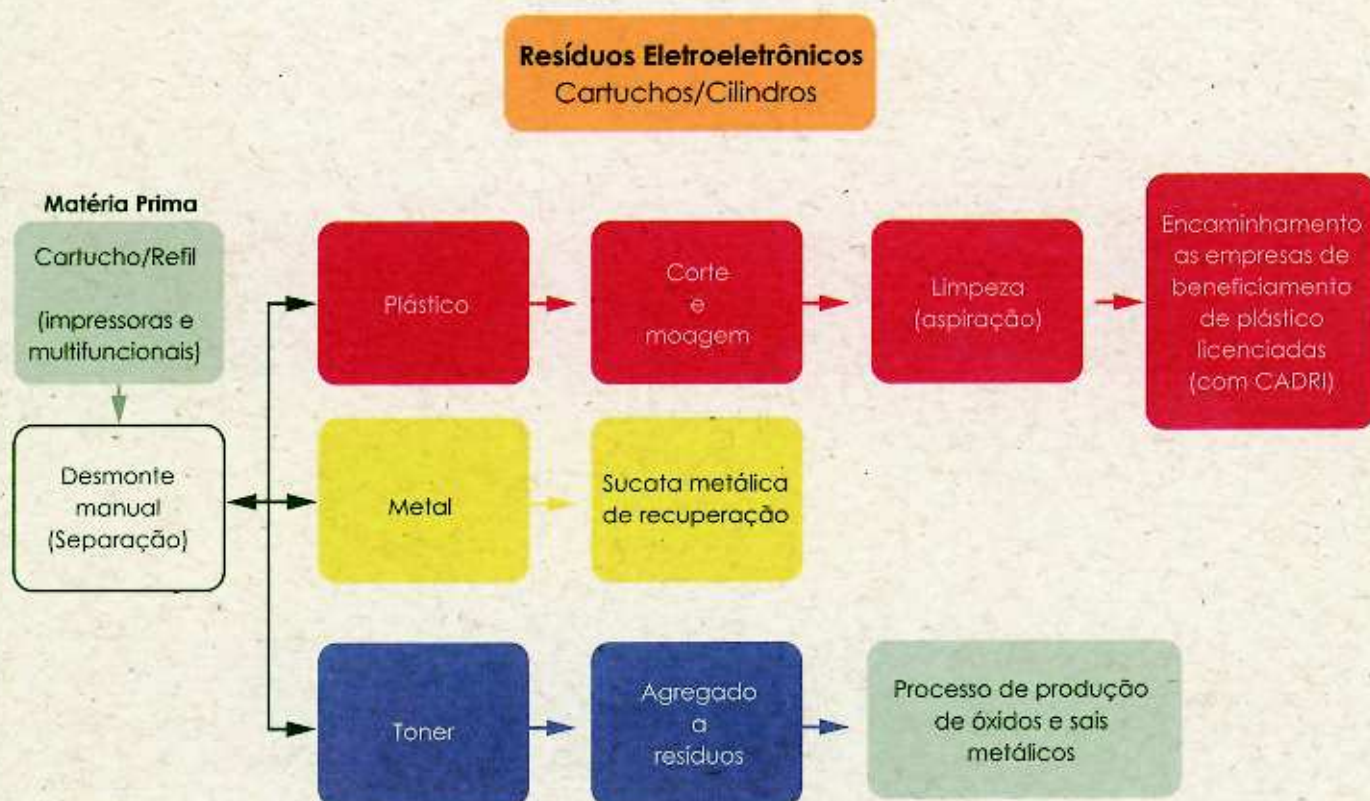 Resíduos Eletroeletrônicos
Cartuchos/Cilindros
Matéria Prima
Cartucho/Refil
(impressoras e
multifuncionais)
Desmonte
manual
(Separação)
Plástico
Corte
e
moagem
Limpeza
(aspiração)
Encaminhamento
as empresas de
beneficiamento
de plástico
licenciadas
(com CADRI)
Metal
Sucata metálica
de recuperação
Toner
Agregado
a
resíduos
Processo de produção
de óxidos e sais
metálicos